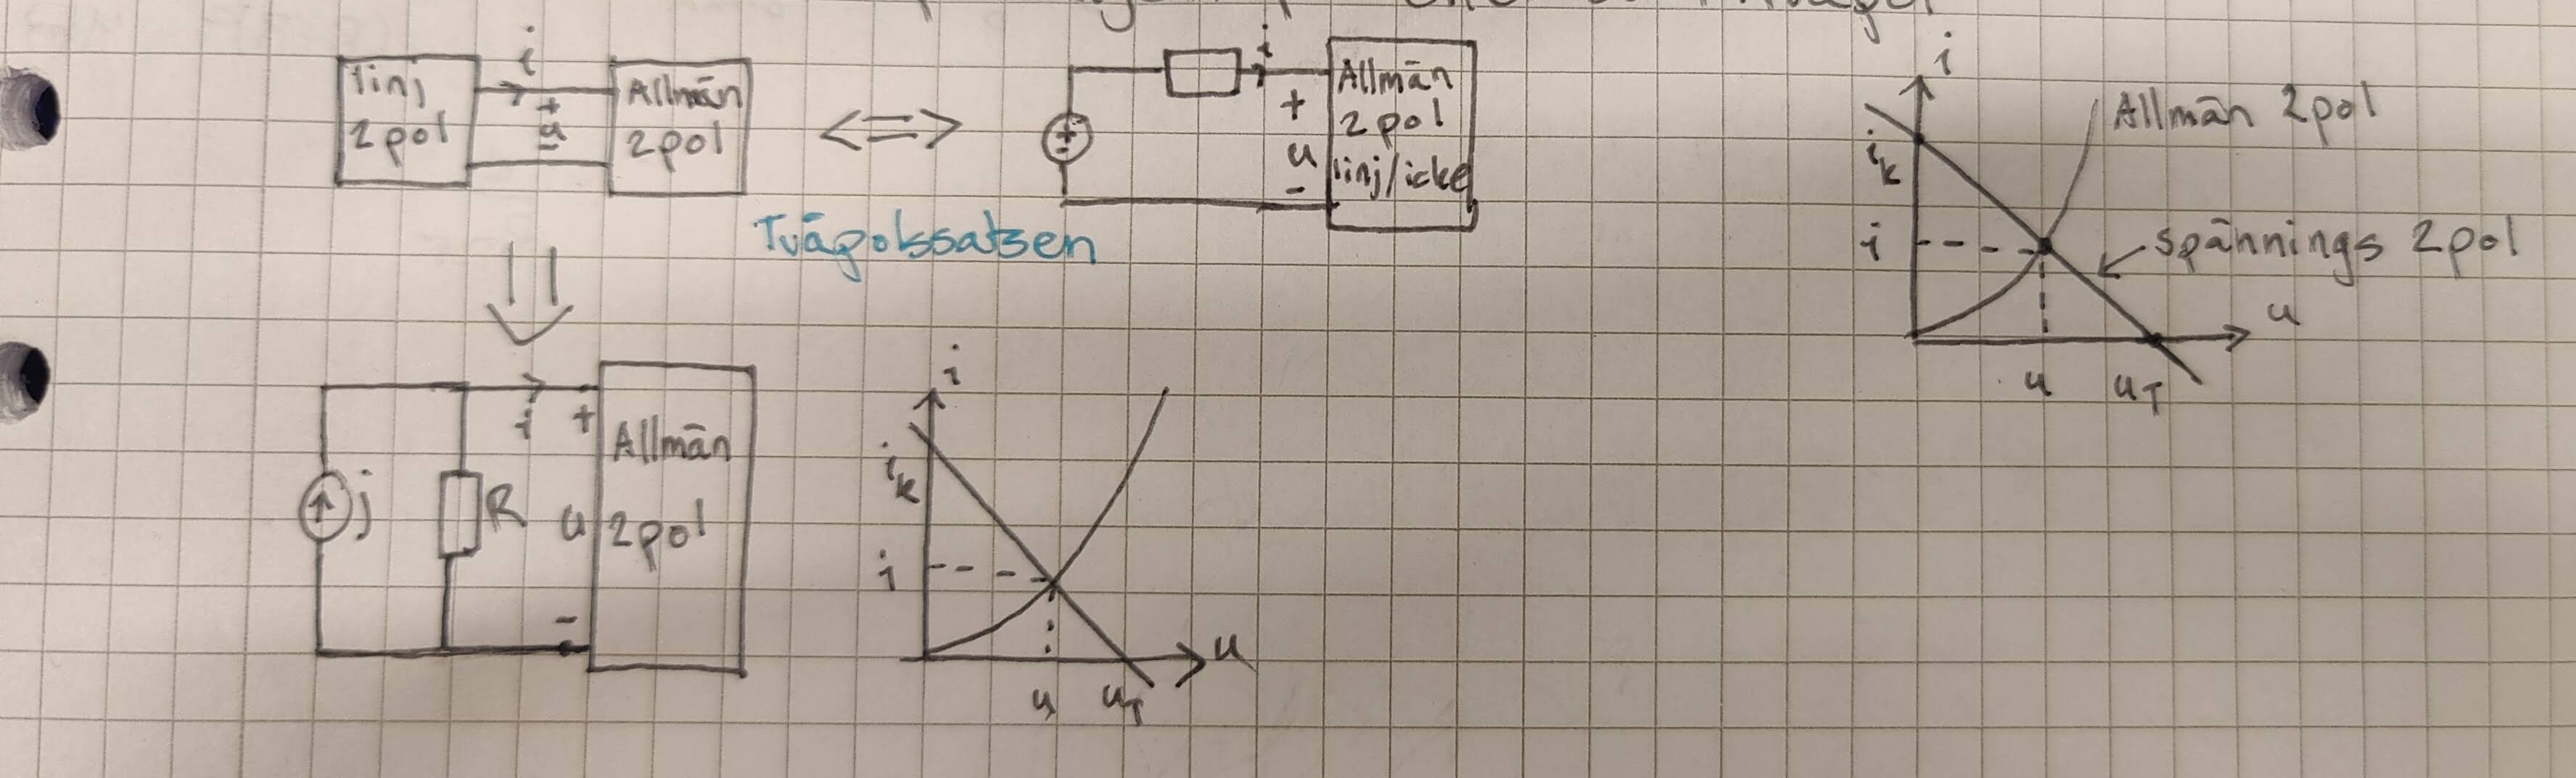 i
linj
2pol
+
u
-
Allmän
2pol
<=>
i
+
u
-
Allmän
2pol
linj/icke
+
-
i
Allmän 2pol
i_k
i
spännings 2pol
u
u_T
u
Tvåpolssatsen
j
R
i
+
u
-
Allmän
2pol
i
i_k
i
u
u_T
u